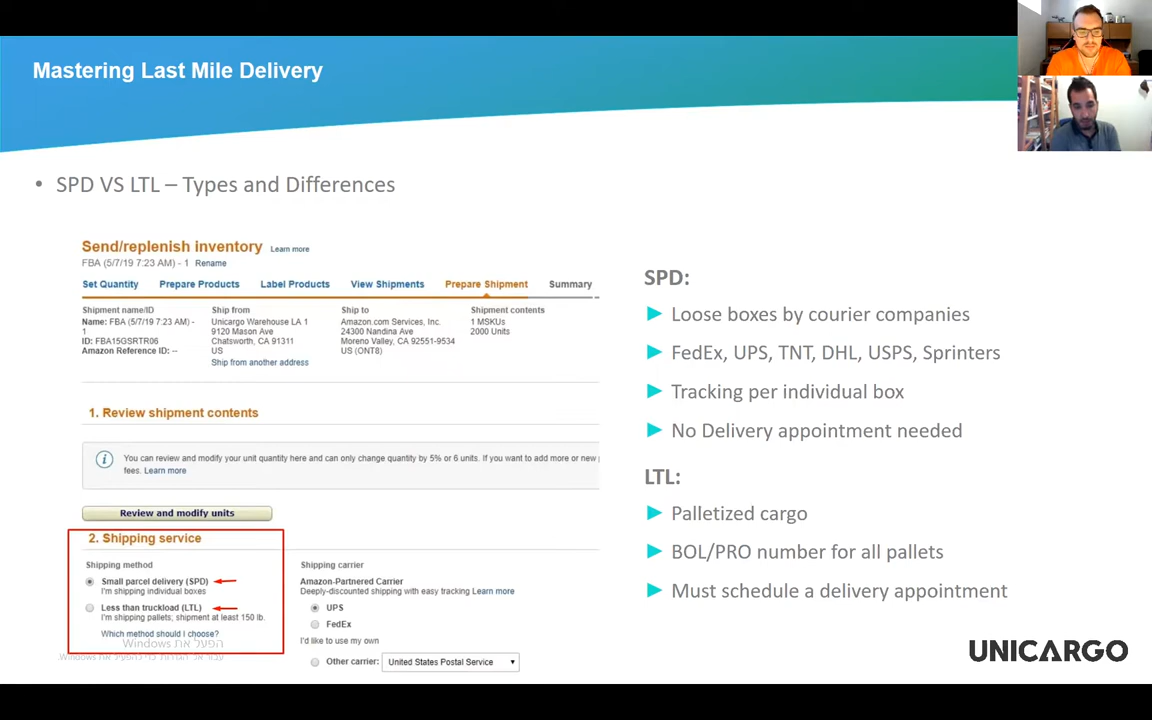 Mastering Last Mile Delivery
• SPD VS LTL – Types and Differences
Send/replenish inventory Learn more
FBA (5/7/19 7:23 AM) - 1 Rename
Set Quantity Prepare Products Label Products View Shipments Prepare Shipment Summary
Shipment name/ID
Name: FBA (5/7/19 7:23 AM) -
1
ID: FBA15GSRTR06
Amazon Reference ID: --
Ship from
Unicargo Warehouse LA 1
9120 Mason Ave
Chatsworth, CA 91311
US
Ship from another address
Ship to
Amazon.com Services, Inc.
24300 Nandina Ave
Moreno Valley, CA 92551-9534
US (ONT8)
Shipment contents
1 MSKUs
2000 Units
1. Review shipment contents
You can review and modify your unit quantity here and can only change quantity by 5% or 6 units. If you want to add more or new
fees. Learn more
Review and modify units
2. Shipping service
Shipping method
Small parcel delivery (SPD)
I'm shipping individual boxes
Less than truckload (LTL)
I'm shipping pallets; shipment at least 150 lb.
Which method should I choose?
הפעל את Windows
Shipping carrier
Amazon-Partnered Carrier
Deeply-discounted shipping with easy tracking Learn more
UPS
FedEx
I'd like to use my own
Other carrier: United States Postal Service
SPD:
Loose boxes by courier companies
FedEx, UPS, TNT, DHL, USPS, Sprinters
Tracking per individual box
No Delivery appointment needed
LTL:
Palletized cargo
BOL/PRO number for all pallets
Must schedule a delivery appointment
UNICARGO